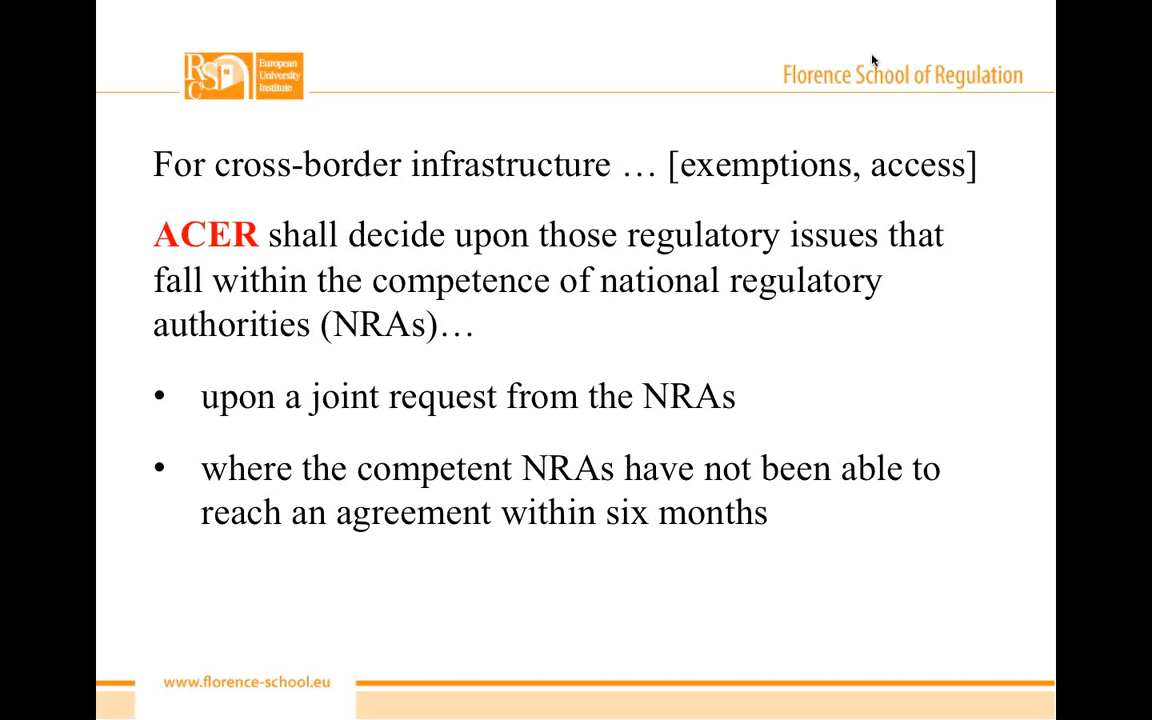 RSC
European
University
Institute
Florence School of Regulation
For cross-border infrastructure … [exemptions, access]
ACER shall decide upon those regulatory issues that
fall within the competence of national regulatory
authorities (NRAs)…
• upon a joint request from the NRAs
• where the competent NRAs have not been able to
reach an agreement within six months
www.florence-school.eu